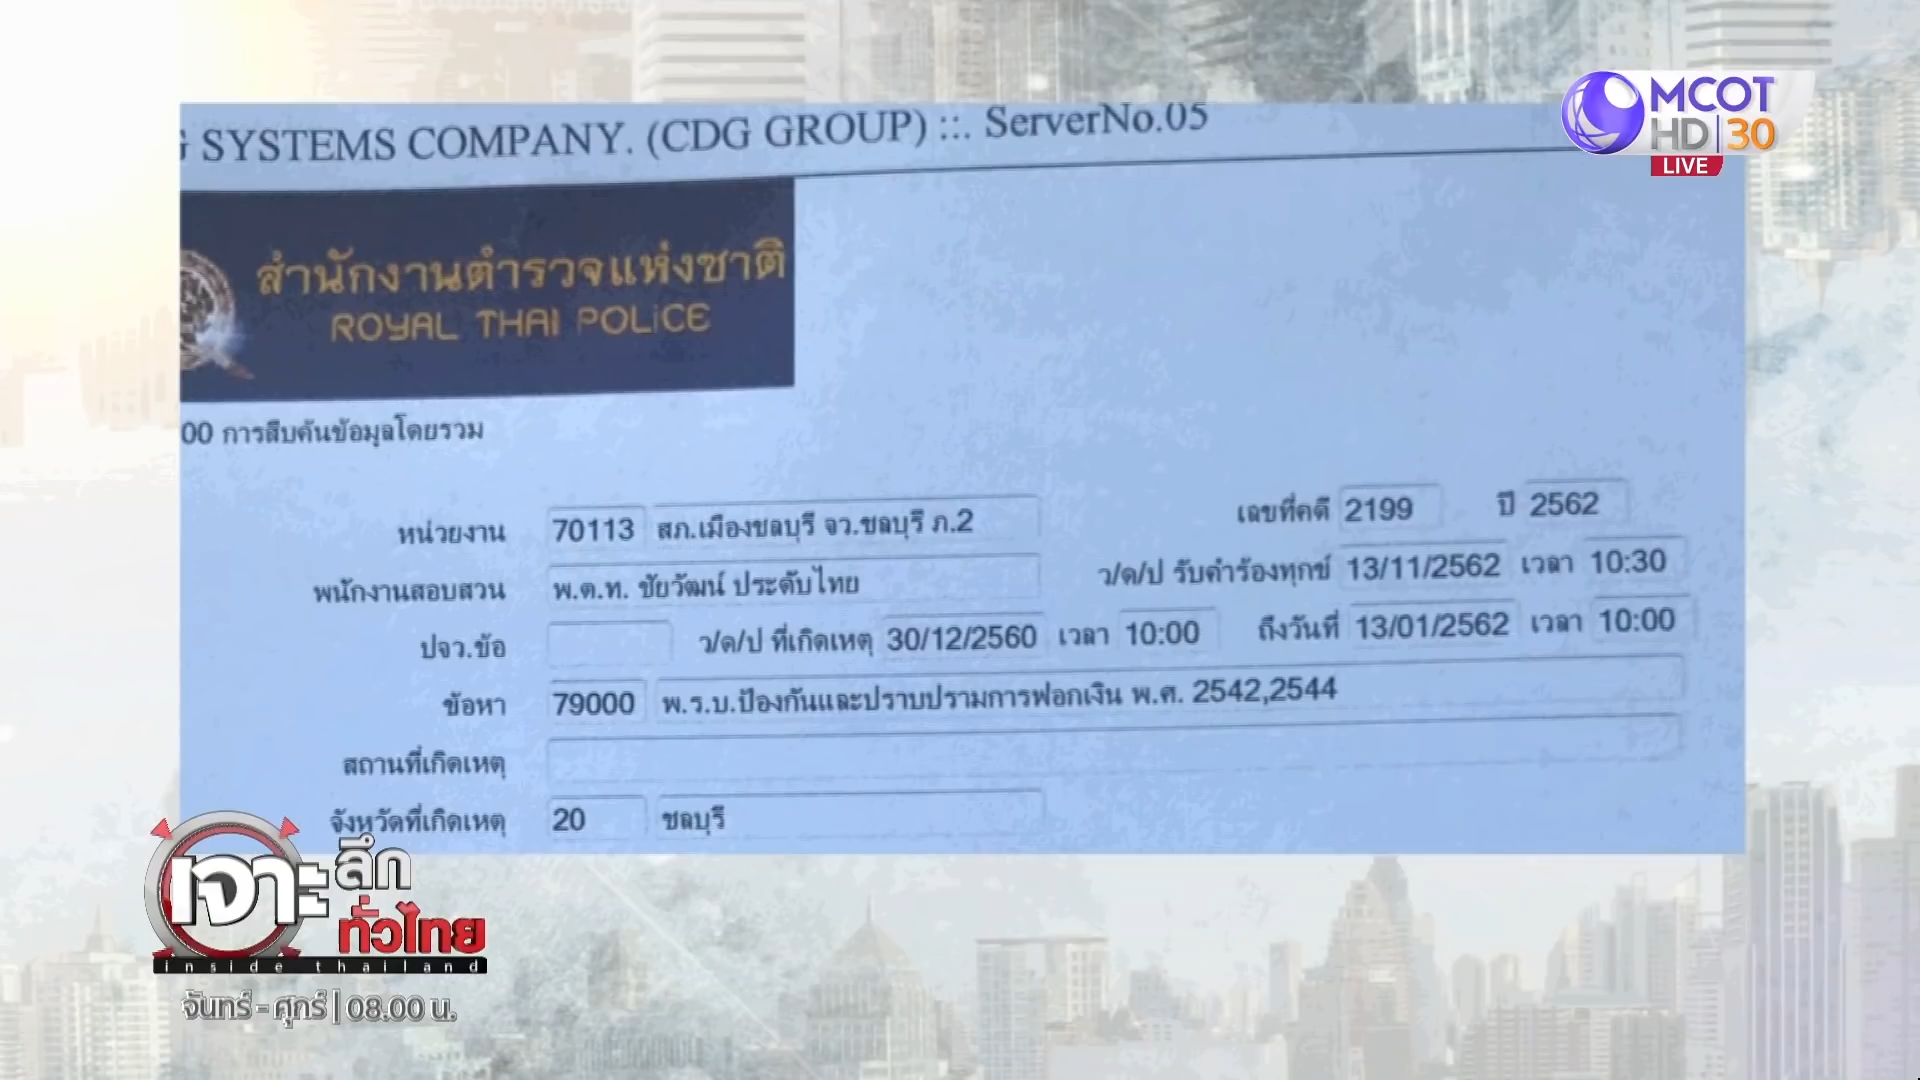 G SYSTEMS COMPANY. (CDG GROUP) ::. ServerNo.05
MCOT
HD|30
LIVE
สำนักงานตำรวจแห่งชาติ
ROYAL THAI POLICE
00 การสืบค้นข้อมูลโดยรวม
หน่วยงาน 70113 สภ.เมืองชลบุรี จว.ชลบุรี ภ.2 เลขที่คดี 2199 ปี 2562
พนักงานสอบสวน พ.ต.ท. ชัยวัฒน์ ประดับไทย ว/ด/ป รับคำร้องทุกข์ 13/11/2562 เวลา 10:30
ปจว.ข้อ ว/ด/ป ที่เกิดเหตุ 30/12/2560 เวลา 10:00 ถึงวันที่ 13/01/2562 เวลา 10:00
ข้อหา 79000 พ.ร.บ.ป้องกันและปราบปรามการฟอกเงิน พ.ศ. 2542,2544
สถานที่เกิดเหตุ
จังหวัดที่เกิดเหตุ 20 ชลบุรี
เจาะลึก
ทั่วไทย
inside thailand
จันทร์ - ศุกร์ | 08.00 น.